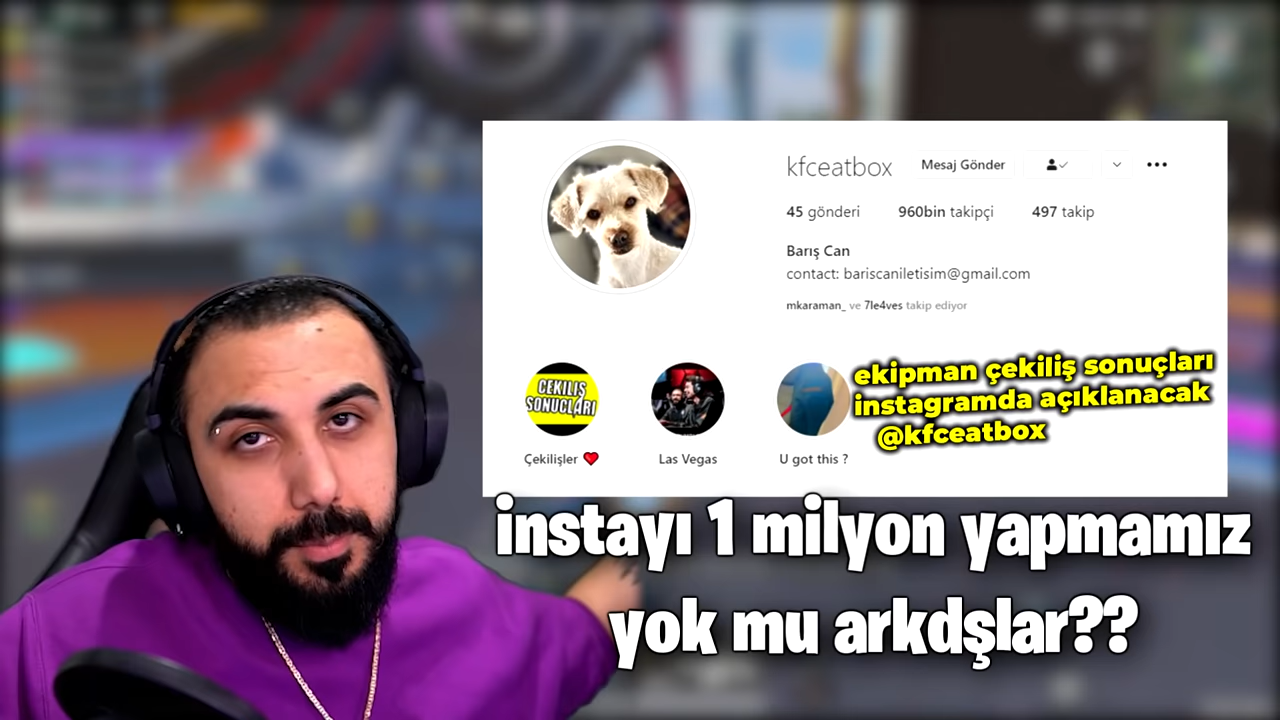 kfceatbox
Mesaj Gönder
45 gönderi 960bin takipçi 497 takip
Barış Can
contact: bariscaniletisim@gmail.com
mkaraman_ ve 7le4ves takip ediyor
ÇEKİLİŞ
SONUÇLARI
Çekilişler ❤️
Las Vegas
U got this ?
ekipman çekiliş sonuçları
instagramda açıklanacak
@kfceatbox
instayı 1 milyon yapmamız
yok mu arkdşlar??